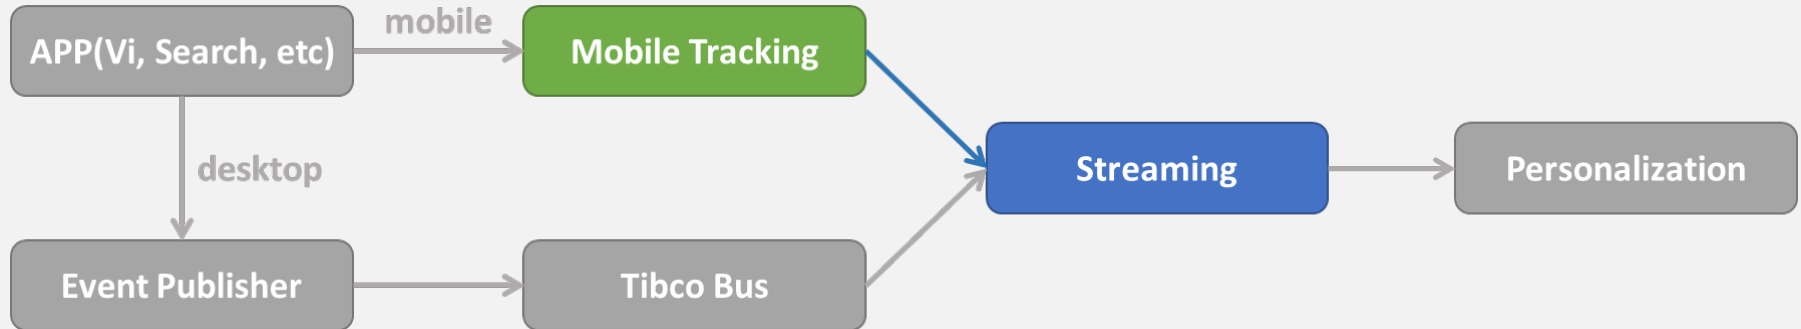 mobile
APP(Vi, Search, etc)
Mobile Tracking
desktop
Streaming
Personalization
Event Publisher
Tibco Bus